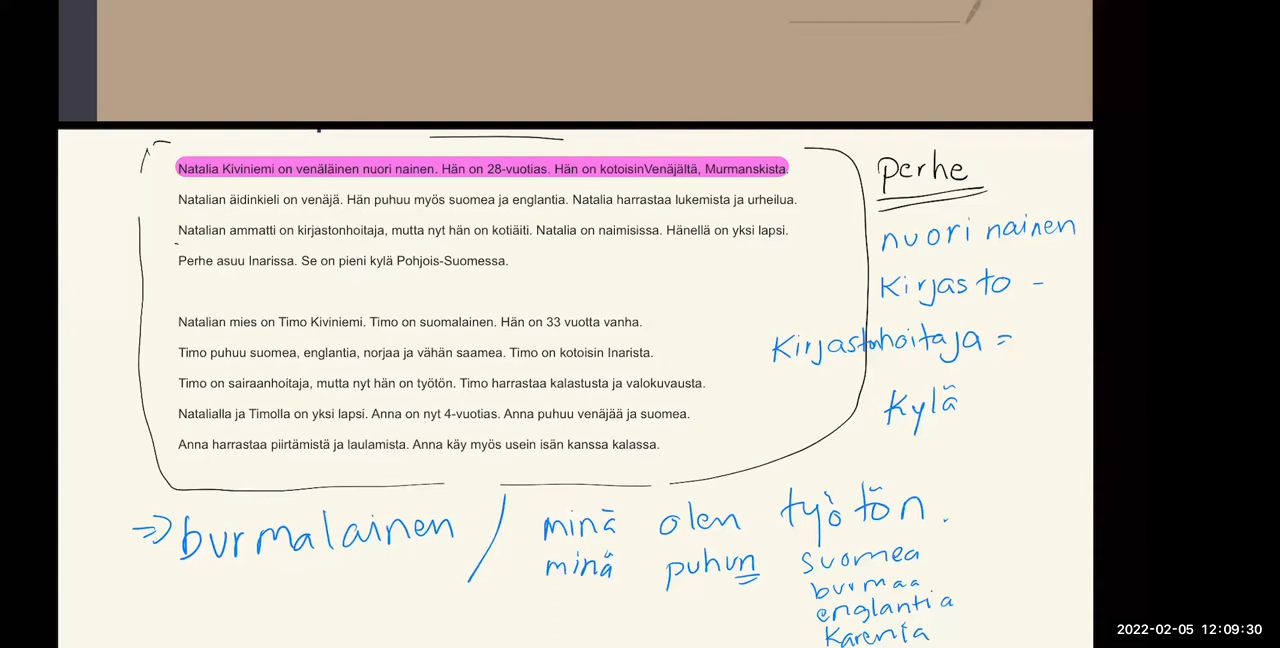 Natalia Kiviniemi on venäläinen nuori nainen. Hän on 28-vuotias. Hän on kotoisinVenäjältä, Murmanskista.
Natalian äidinkieli on venäjä. Hän puhuu myös suomea ja englantia. Natalia harrastaa lukemista ja urheilua.
Natalian ammatti on kirjastonhoitaja, mutta nyt hän on kotiäiti. Natalia on naimisissa. Hänellä on yksi lapsi.
Perhe asuu Inarissa. Se on pieni kylä Pohjois-Suomessa.
Natalian mies on Timo Kiviniemi. Timo on suomalainen. Hän on 33 vuotta vanha.
Timo puhuu suomea, englantia, norjaa ja vähän saamea. Timo on kotoisin Inarista.
Timo on sairaanhoitaja, mutta nyt hän on työtön. Timo harrastaa kalastusta ja valokuvausta.
Natalialla ja Timolla on yksi lapsi. Anna on nyt 4-vuotias. Anna puhuu venäjää ja suomea.
Anna harrastaa piirtämistä ja laulamista. Anna käy myös usein isän kanssa kalassa.
perhe
nuori nainen
Kirjasto -
Kirjastonhoitaja =
Kylä
⇒ burmalainen / minä olen työtön.
minä puhun suomea
burmaa
englantia
Karenia
2022-02-05 12:09:30